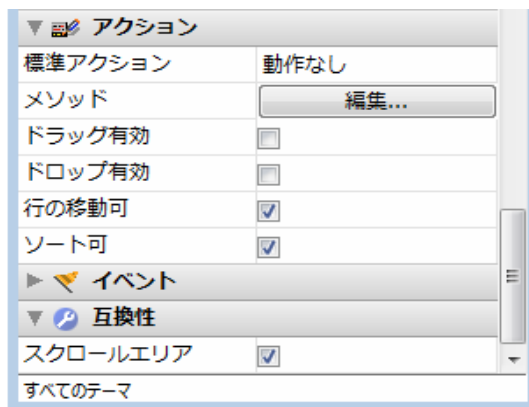 アクション
標準アクション 動作なし
メソッド 編集...
ドラッグ有効
ドロップ有効
行の移動可
ソート可
イベント
互換性
スクロールエリア
すべてのテーマ